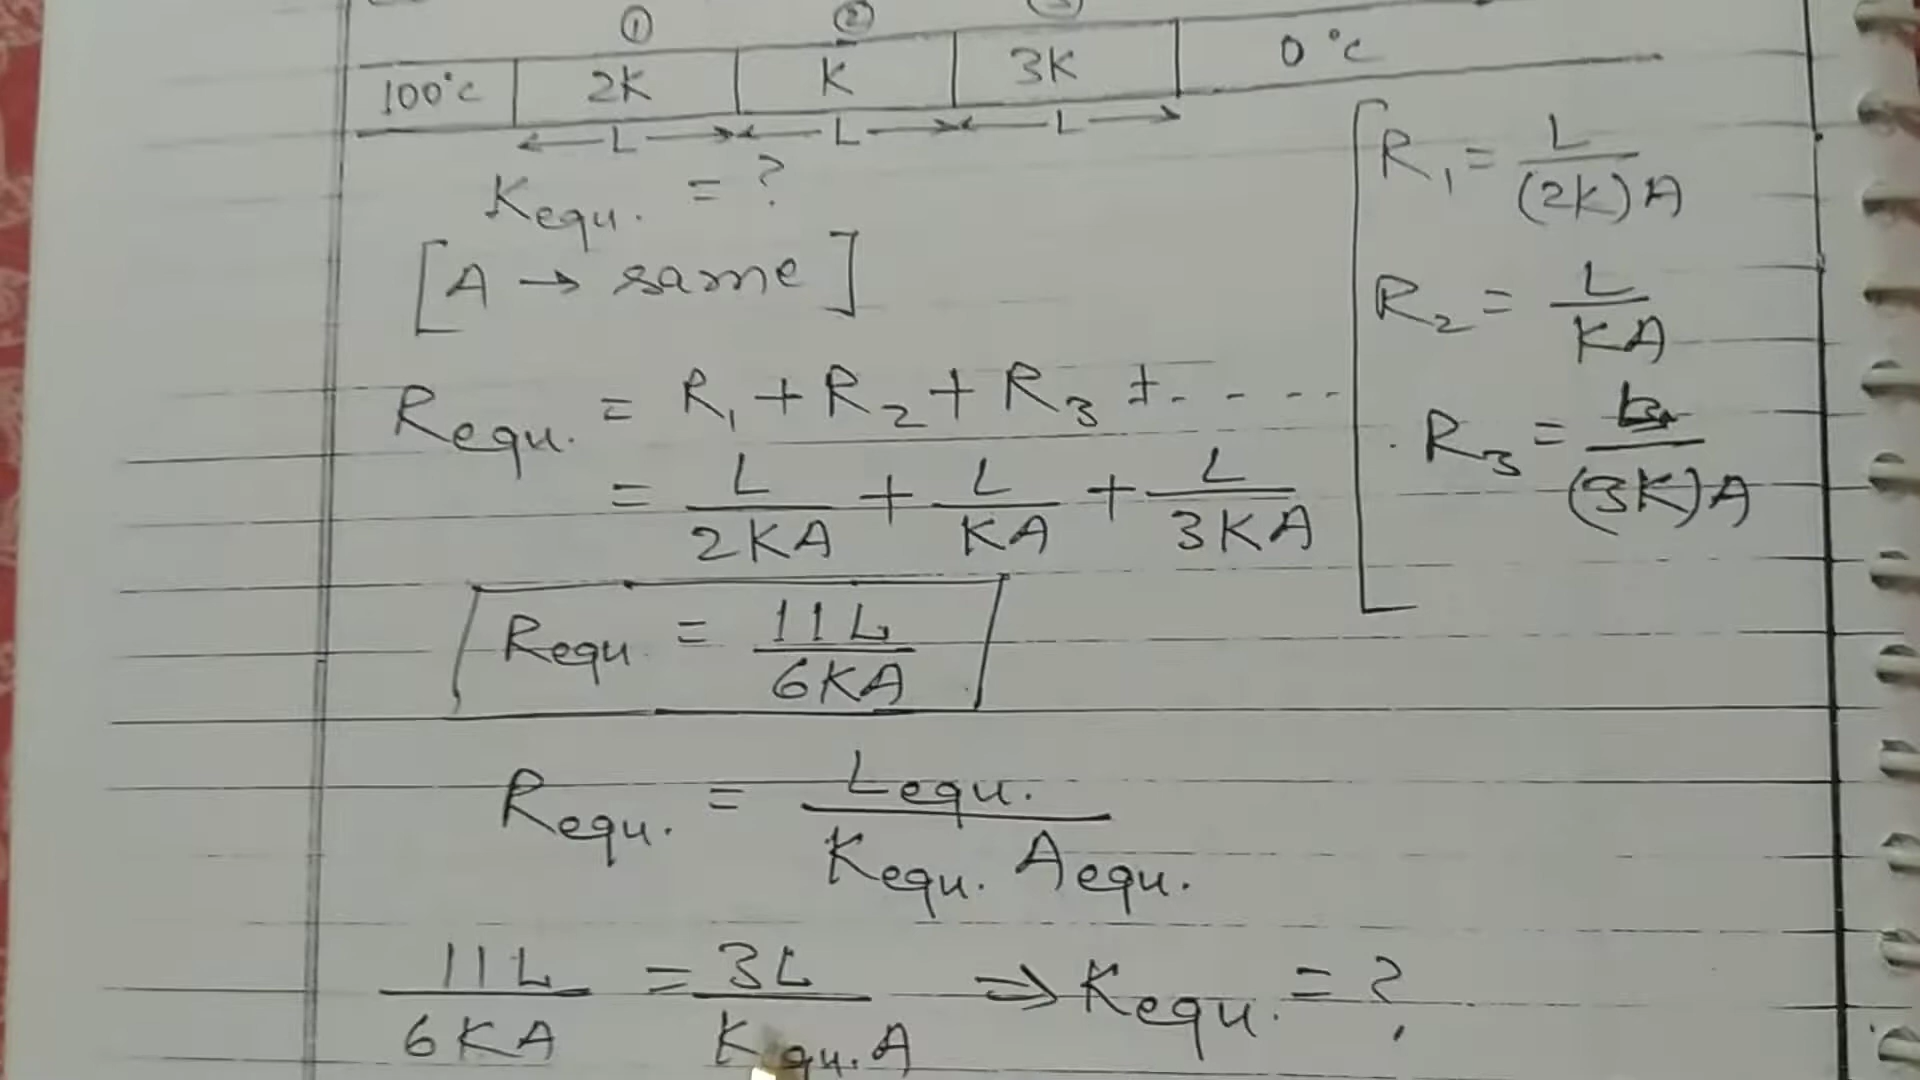 ① ② ③
100°c 2K K 3K 0°c
L L L
Kequ. = ?
[A → same]
Requ. = R₁ + R₂ + R₃ + - - - -
= L/2KA + L/KA + L/3KA
Requ = 11L/6KA
Requ. = Lequ./Kequ. Aequ.
11L/6KA = 3L/Kequ.A ⇒ Kequ. = ?
R₁ = L/(2K)A
R₂ = L/KA
R₃ = /(3K)A